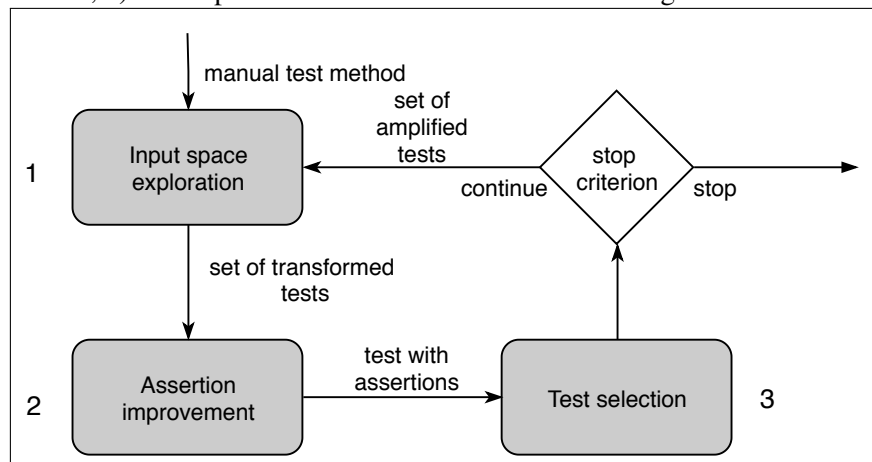 manual test method
set of
amplified
tests
1
Input space
exploration
continue
stop
criterion
stop
set of transformed
tests
2
Assertion
improvement
test with
assertions
Test selection
3